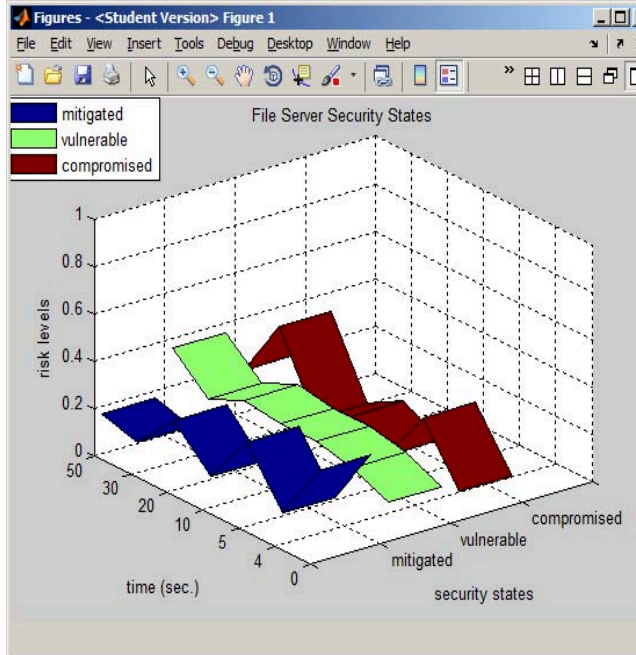 Figures - <Student Version> Figure 1
File Edit View Insert Tools Debug Desktop Window Help
mitigated
vulnerable
compromised
File Server Security States
1
0.8
0.6
0.4
0.2
0
risk levels
50
30
20
10
5
4
0
time (sec.)
mitigated
vulnerable
compromised
security states